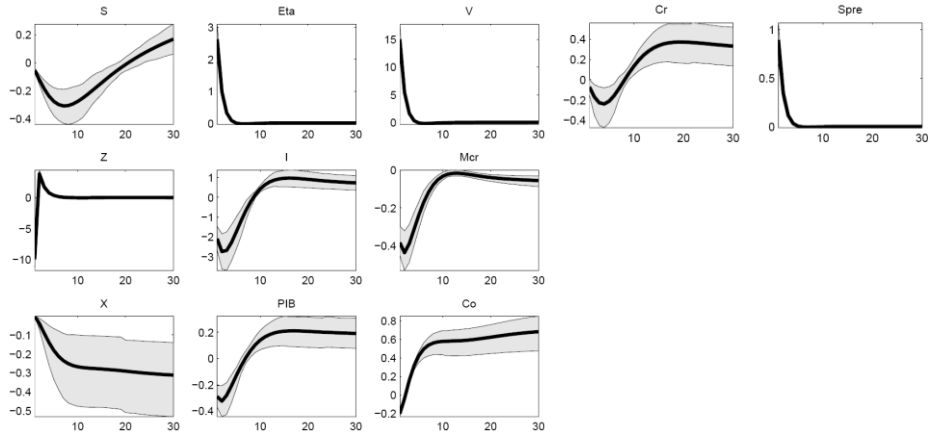 S Eta V Cr Spre
0.2 0 −0.2 −0.4 10 20 30
3 2 1 0 10 20 30
15 10 5 0 10 20 30
0.4 0.2 0 −0.2 −0.4 10 20 30
1 0.5 0 10 20 30
Z I Mcr
0 −5 −10 10 20 30
1 0 −1 −2 −3 10 20 30
0 −0.2 −0.4 10 20 30
X PIB Co
−0.1 −0.2 −0.3 −0.4 −0.5 10 20 30
0.2 0 −0.2 −0.4 10 20 30
0.8 0.6 0.4 0.2 0 −0.2 10 20 30